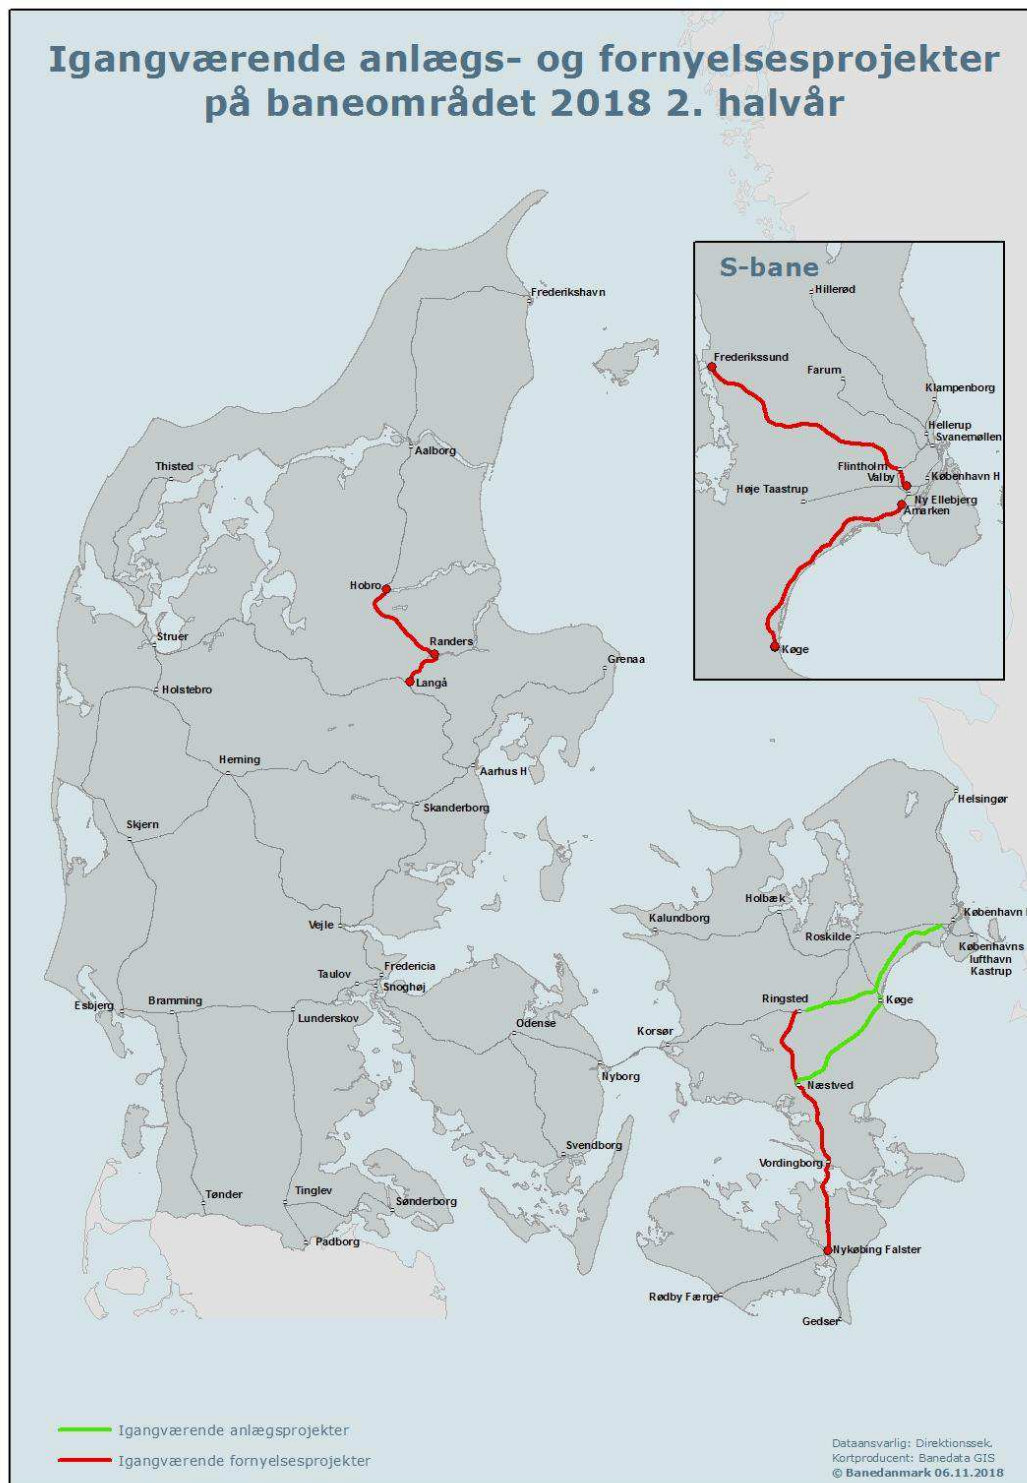 Igangværende anlægs- og fornyelsesprojekter
på baneområdet 2018 2. halvår
S-bane
Hillerød
Frederikssund
Farum
Klampenborg
Hellerup
Svanemøllen
Flintholm
Valby
København H
Høje Taastrup
Ny Ellebjerg
Åmarken
Køge
Frederikshavn
Aalborg
Thisted
Hobro
Randers
Struer
Langå
Grenaa
Holstebro
Herning
Aarhus H
Skanderborg
Skjern
Helsingør
Holbæk
Kalundborg
København
Roskilde
Københavns
lufthavn
Kastrup
Vejle
Fredericia
Taulov
Snoghøj
Esbjerg
Bramming
Lunderskov
Ringsted
Køge
Odense
Korsør
Nyborg
Næstved
Svendborg
Vordingborg
Tønder
Tinglev
Sønderborg
Padborg
Nykøbing Falster
Rødby Færge
Gedser
Igangværende anlægsprojekter
Igangværende fornyelsesprojekter
Dataansvarlig: Direktionssek.
Kortproducent: Banedata GIS
© Banedanmark 06.11.2018